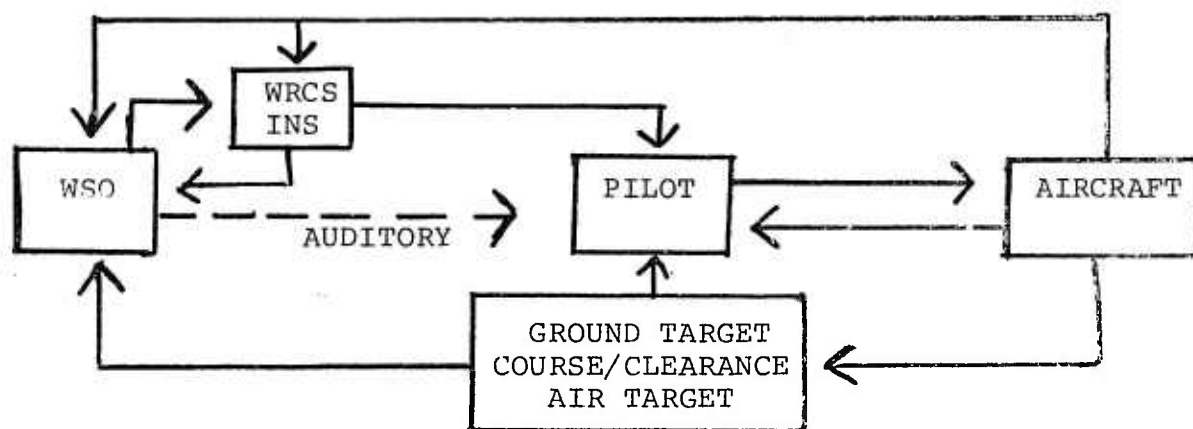 WRCS
INS
WSO
PILOT
AIRCRAFT
AUDITORY
GROUND TARGET
COURSE/CLEARANCE
AIR TARGET